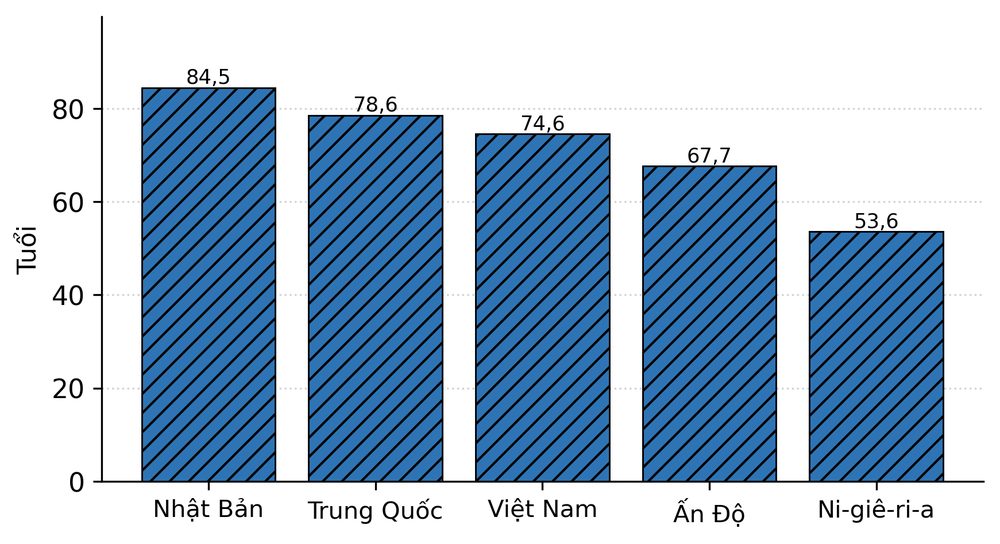 84,5
78,6
74,6
67,7
53,6
80
60
40
20
0
Tuổi
Nhật Bản
Trung Quốc
Việt Nam
Ấn Độ
Ni-giê-ri-a